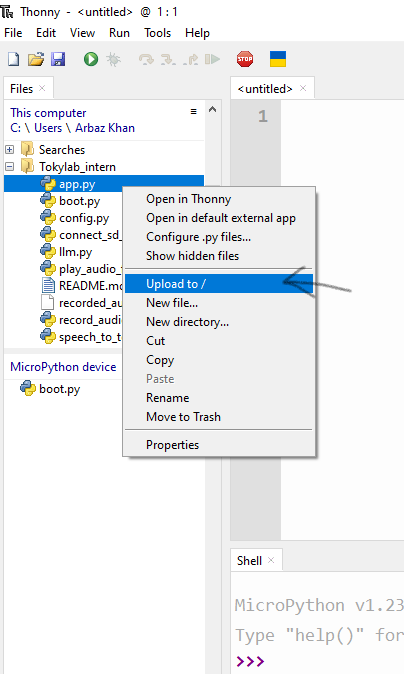 Thonny - <untitled> @ 1 : 1
File Edit View Run Tools Help
STOP
Files
<untitled>
This computer
C: \ Users \ Arbaz Khan
1
Searches
Tokylab_intern
app.py
boot.py
config.py
connect_sd_
llm.py
play_audio_
README.md
recorded_aud
record_audi
speech_to_t
Open in Thonny
Open in default external app
Configure .py files...
Show hidden files
Upload to /
New file...
New directory...
Cut
Copy
Paste
Rename
Move to Trash
Properties
MicroPython device
boot.py
Shell
MicroPython v1.23
Type "help()" for
>>>